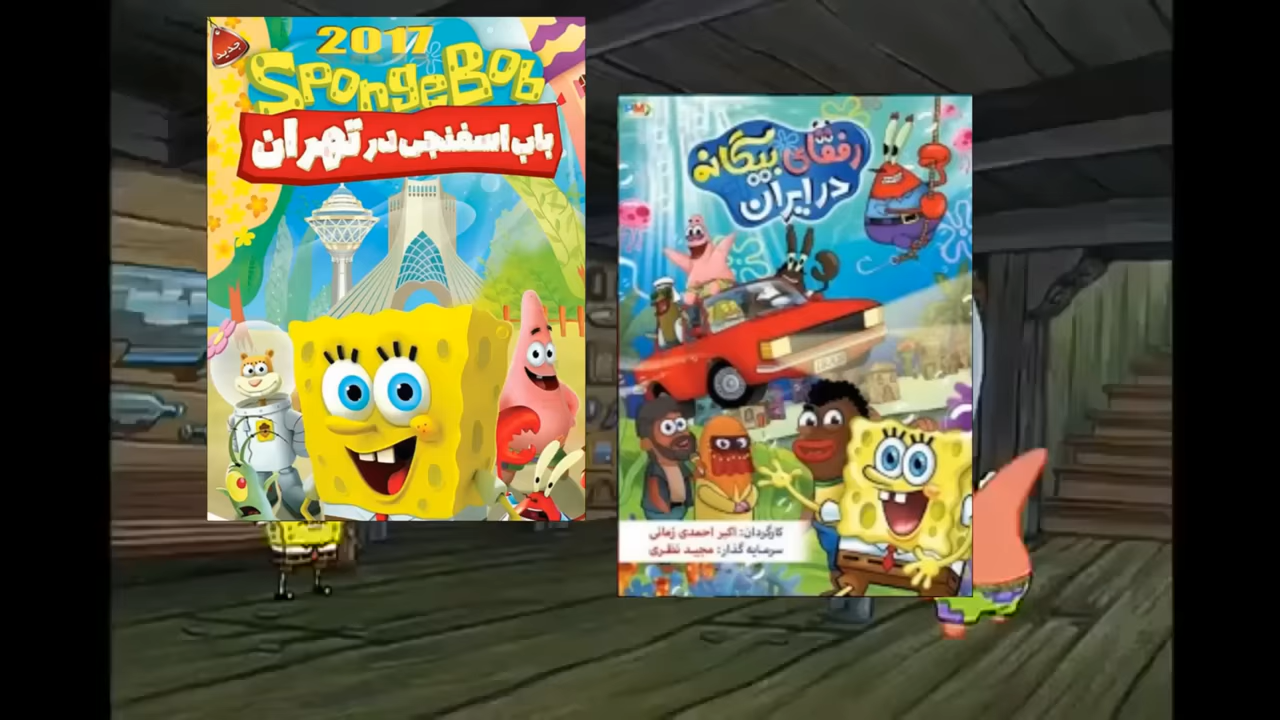 جدید
2017
SpongeBob
باب اسفنجی در تهران
رفقای بیگانه
در ایران
کارگردان: اکبر احمدی زمانی
سرمایه گذار: مجید نظری